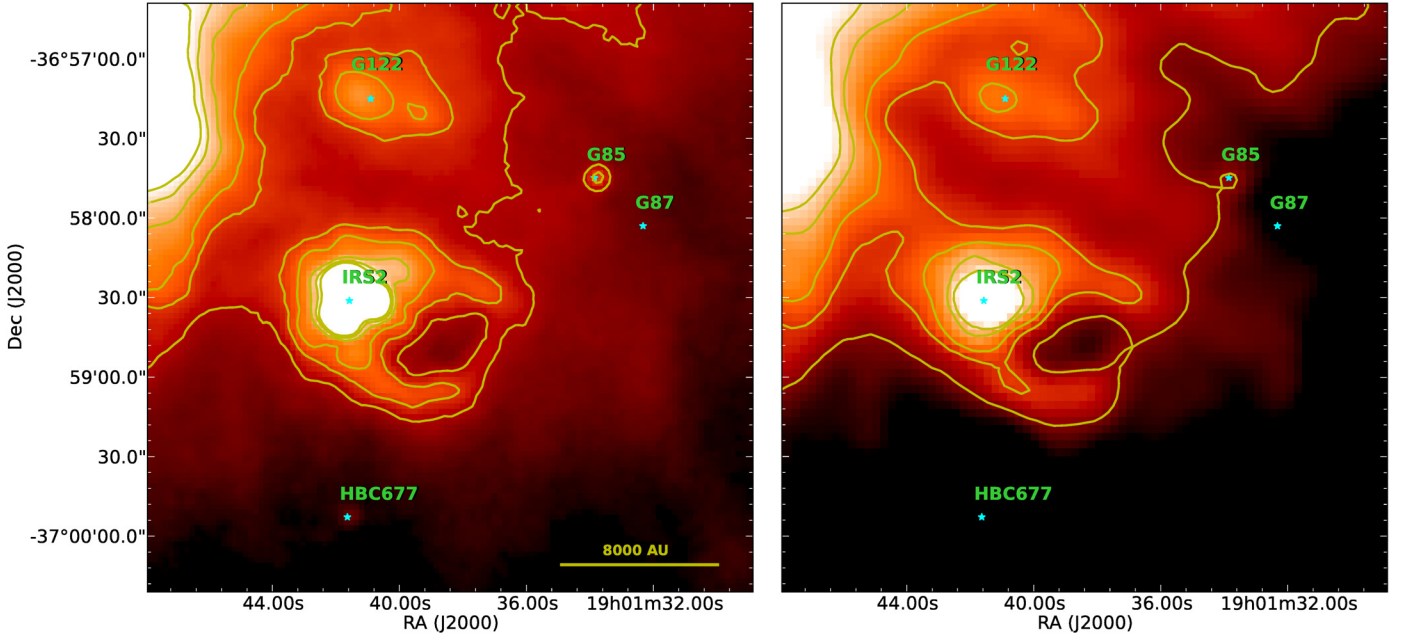 -36°57'00.0"
30.0"
58'00.0"
30.0"
59'00.0"
30.0"
-37°00'00.0"
Dec (J2000)
G122
G85
G87
IRS2
HBC677
8000 AU
44.00s 40.00s 36.00s 19h01m32.00s
RA (J2000)
G122
G85
G87
IRS2
HBC677
44.00s 40.00s 36.00s 19h01m32.00s
RA (J2000)